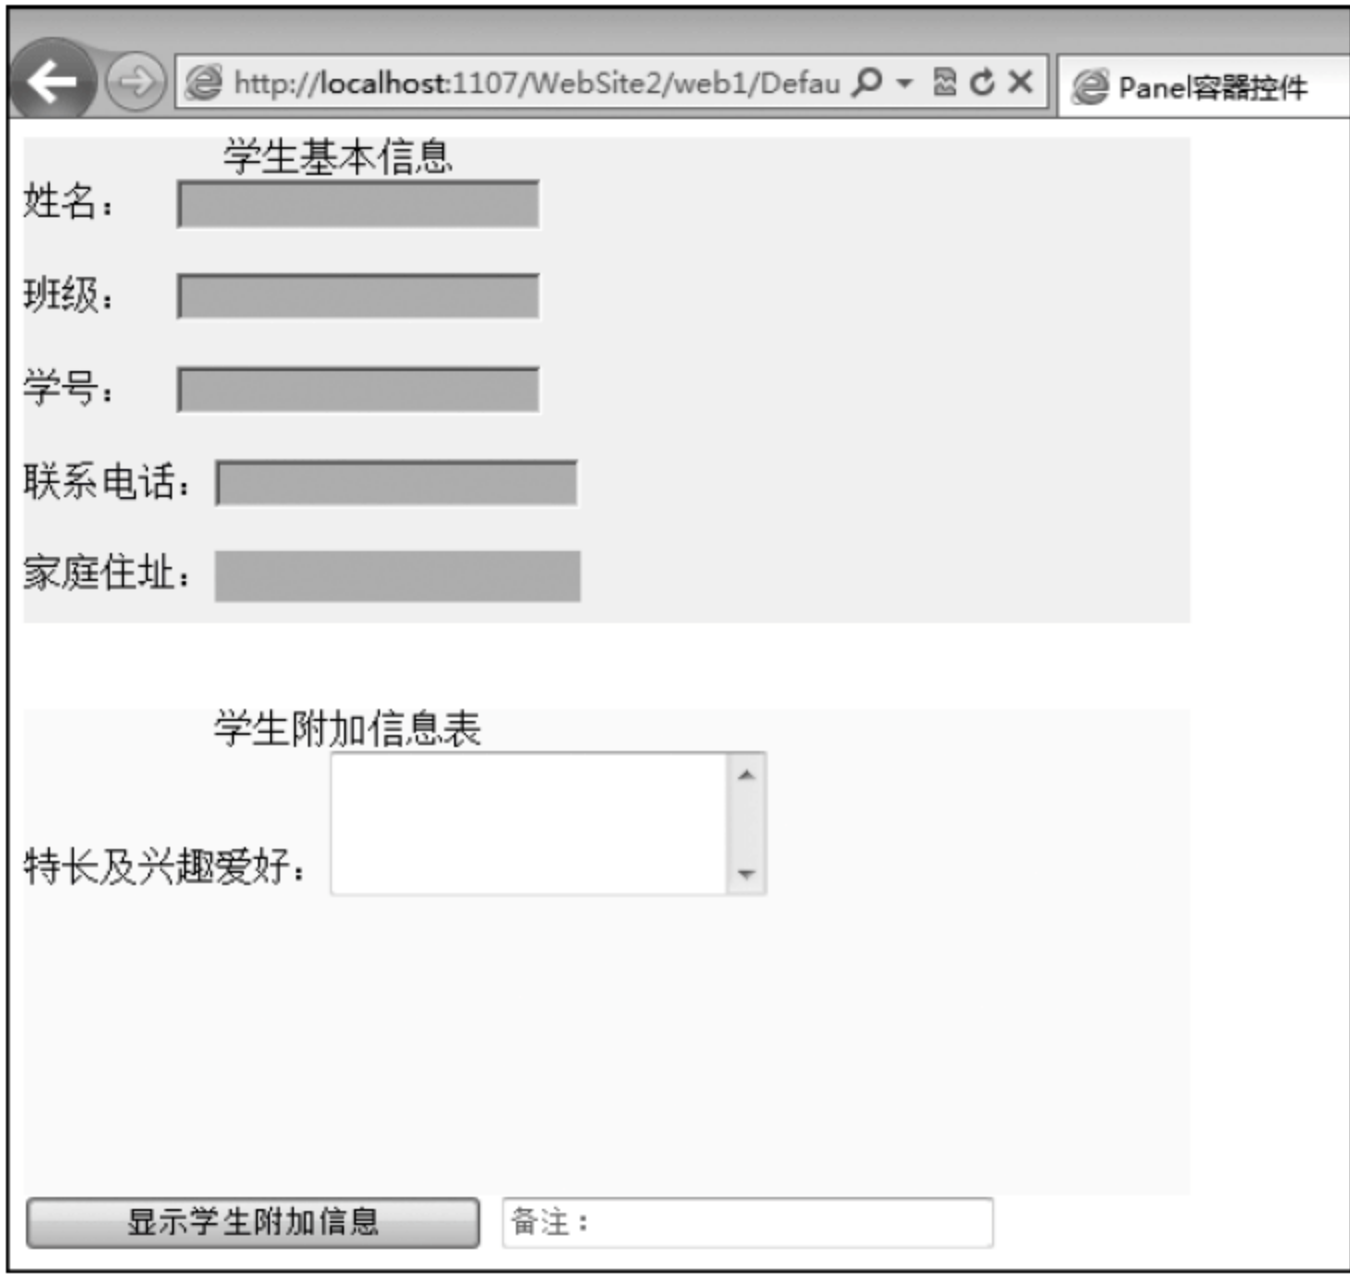 http://localhost:1107/WebSite2/web1/Defau
Panel容器控件
学生基本信息
姓名：
班级：
学号：
联系电话：
家庭住址：
学生附加信息表
特长及兴趣爱好：
显示学生附加信息
备注：